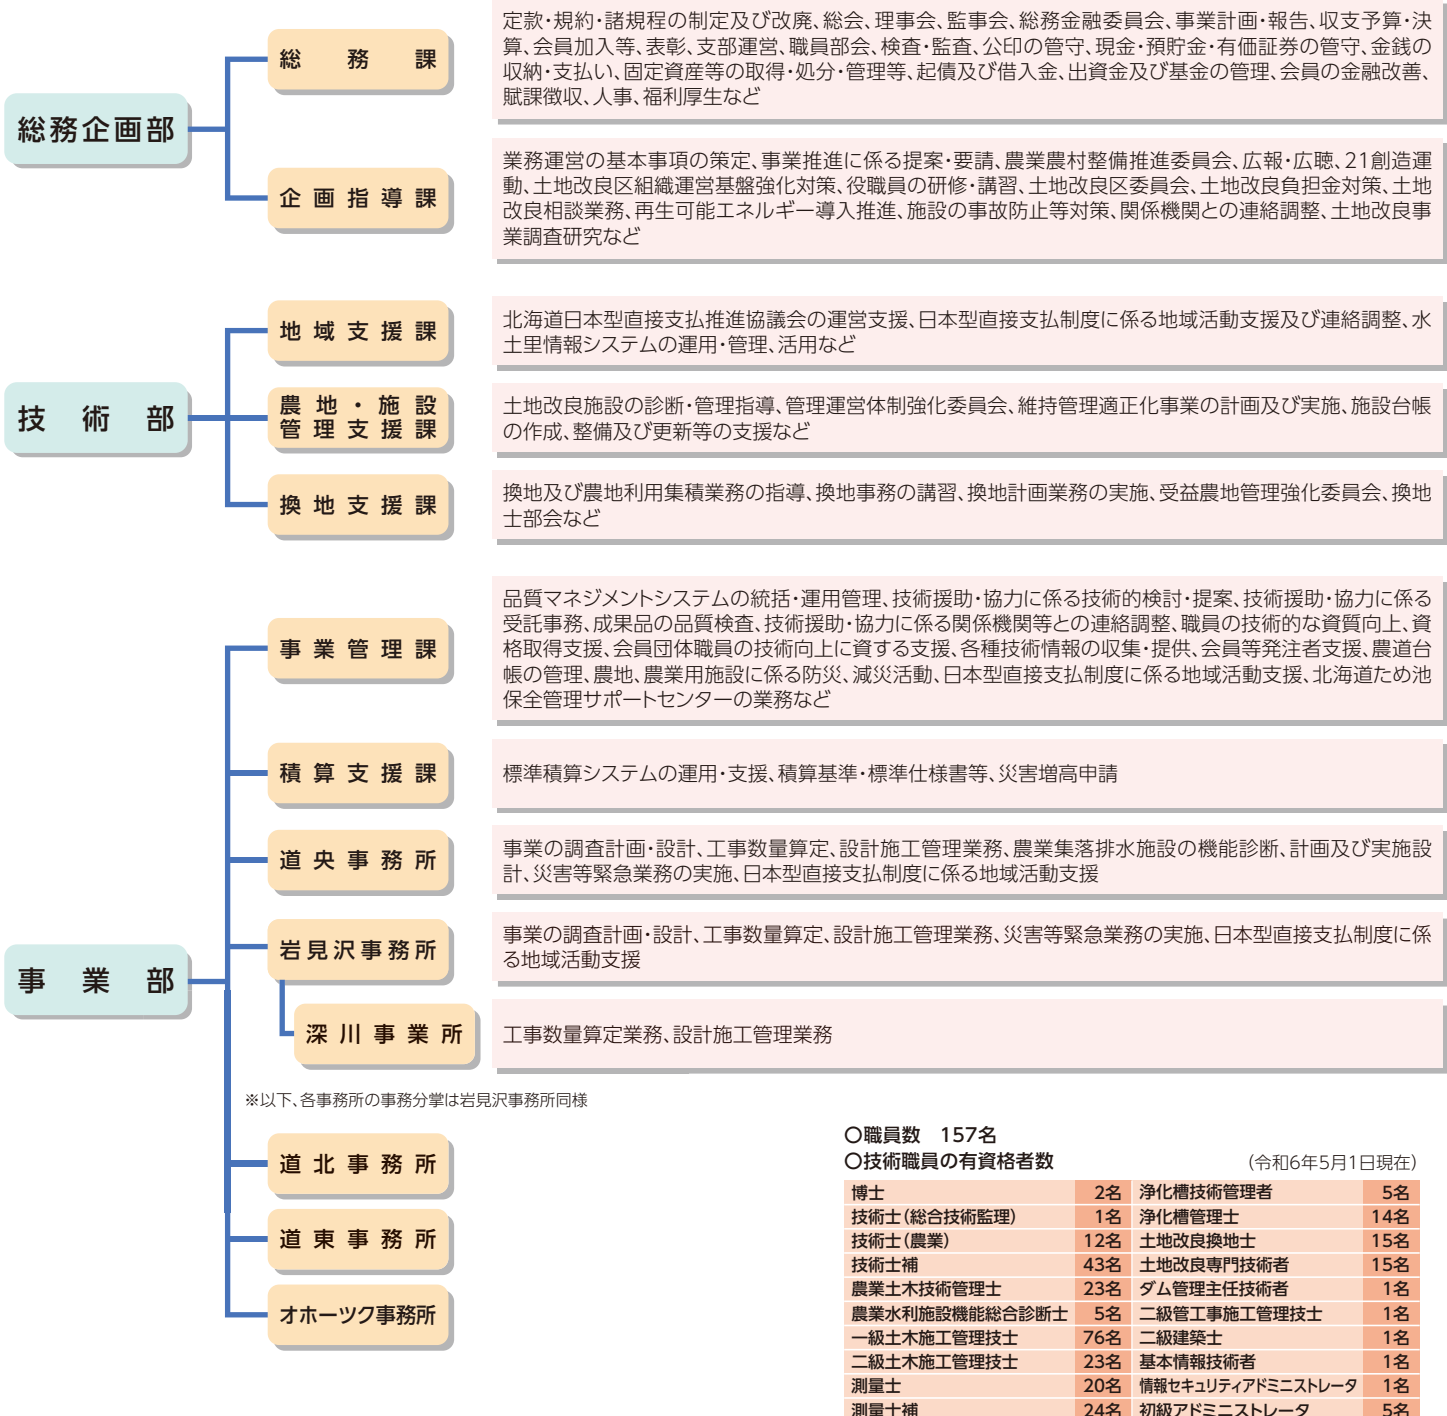 総務企画部
総務課
定款・規約・諸規程の制定及び改廃、総会、理事会、監事会、総務金融委員会、事業計画・報告、収支予算・決
算、会員加入等、表彰、支部運営、職員部会、検査・監査、公印の管守、現金・預貯金・有価証券の管守、金銭の
収納・支払い、固定資産等の取得・処分・管理等、起債及び借入金、出資金及び基金の管理、会員の金融改善、
賦課徴収、人事、福利厚生など
企画指導課
業務運営の基本事項の策定、事業推進に係る提案・要請、農業農村整備推進委員会、広報・広聴、21創造運
動、土地改良区組織運営基盤強化対策、役職員の研修・講習、土地改良区委員会、土地改良負担金対策、土地
改良相談業務、再生可能エネルギー導入推進、施設の事故防止等対策、関係機関との連絡調整、土地改良事
業調査研究など
技術部
地域支援課
北海道日本型直接支払推進協議会の運営支援、日本型直接支払制度に係る地域活動支援及び連絡調整、水
土里情報システムの運用・管理、活用など
農地・施設
管理支援課
土地改良施設の診断・管理指導、管理運営体制強化委員会、維持管理適正化事業の計画及び実施、施設台帳
の作成、整備及び更新等の支援など
換地支援課
換地及び農地利用集積業務の指導、換地事務の講習、換地計画業務の実施、受益農地管理強化委員会、換地
士部会など
事業部
事業管理課
品質マネジメントシステムの統括・運用管理、技術援助・協力に係る技術的検討・提案、技術援助・協力に係る
受託事務、成果品の品質検査、技術援助・協力に係る関係機関等との連絡調整、職員の技術的な資質向上、資
格取得支援、会員団体職員の技術向上に資する支援、各種技術情報の収集・提供、会員等発注者支援、農道台
帳の管理、農地、農業用施設に係る防災、減災活動、日本型直接支払制度に係る地域活動支援、北海道ため池
保全管理サポートセンターの業務など
積算支援課
標準積算システムの運用・支援、積算基準・標準仕様書等、災害増高申請
道央事務所
事業の調査計画・設計、工事数量算定、設計施工管理業務、農業集落排水施設の機能診断、計画及び実施設
計、災害等緊急業務の実施、日本型直接支払制度に係る地域活動支援
岩見沢事務所
事業の調査計画・設計、工事数量算定、設計施工管理業務、災害等緊急業務の実施、日本型直接支払制度に係
る地域活動支援
深川事業所
工事数量算定業務、設計施工管理業務
※以下、各事務所の事務分掌は岩見沢事務所同様
道北事務所
道東事務所
オホーツク事務所
〇職員数 157名
〇技術職員の有資格者数 (令和6年5月1日現在)
博士 2名 浄化槽技術管理者 5名
技術士(総合技術監理) 1名 浄化槽管理士 14名
技術士(農業) 12名 土地改良換地士 15名
技術士補 43名 土地改良専門技術者 15名
農業土木技術管理士 23名 ダム管理主任技術者 1名
農業水利施設機能総合診断士 5名 二級管工事施工管理技士 1名
一級土木施工管理技士 76名 二級建築士 1名
二級土木施工管理技士 23名 基本情報技術者 1名
測量士 20名 情報セキュリティアドミニストレータ 1名
測量士補 24名 初級アドミニストレータ 5名